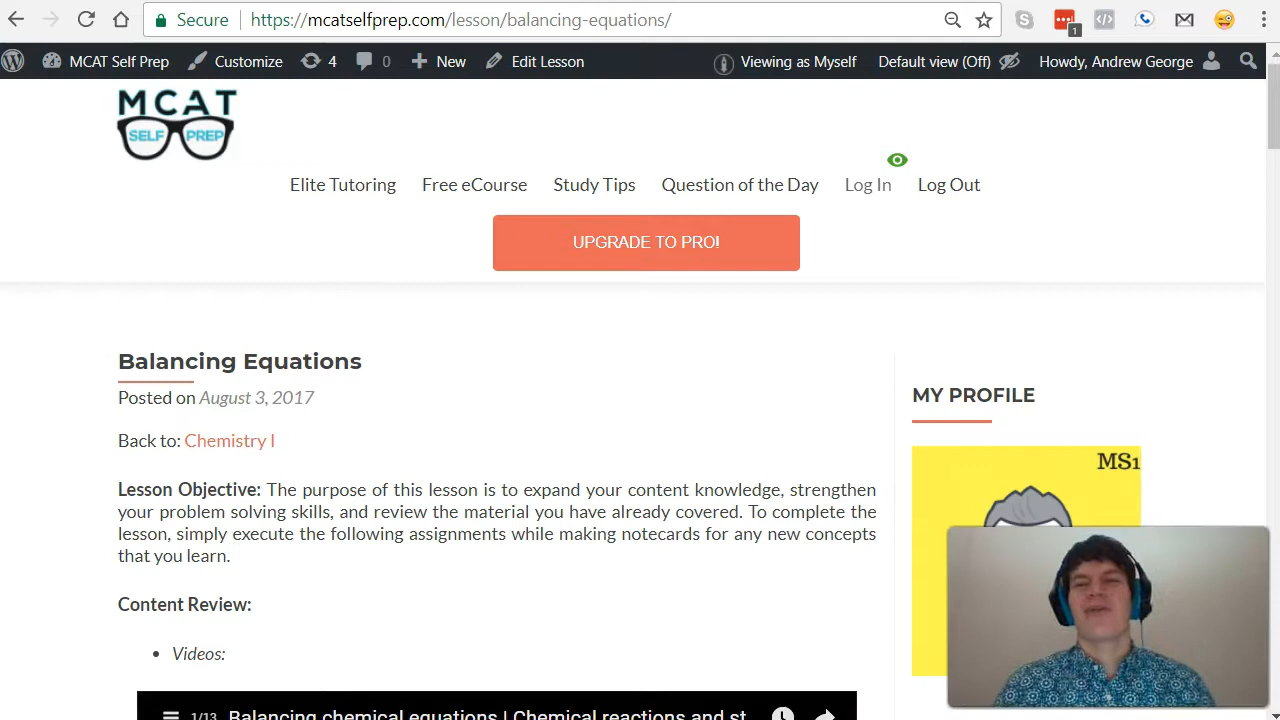 Secure https://mcatselfprep.com/lesson/balancing-equations/
1
MCAT Self Prep Customize 4 0 New Edit Lesson Viewing as Myself Default view (Off) Howdy, Andrew George
MCAT
SELF PREP
Elite Tutoring Free eCourse Study Tips Question of the Day Log In Log Out
UPGRADE TO PRO!
Balancing Equations
Posted on August 3, 2017
MY PROFILE
Back to: Chemistry I
MS1
Lesson Objective: The purpose of this lesson is to expand your content knowledge, strengthen
your problem solving skills, and review the material you have already covered. To complete the
lesson, simply execute the following assignments while making notecards for any new concepts
that you learn.
Content Review:
• Videos:
1/13 Balancing chemical equations | Chemical reactions and st